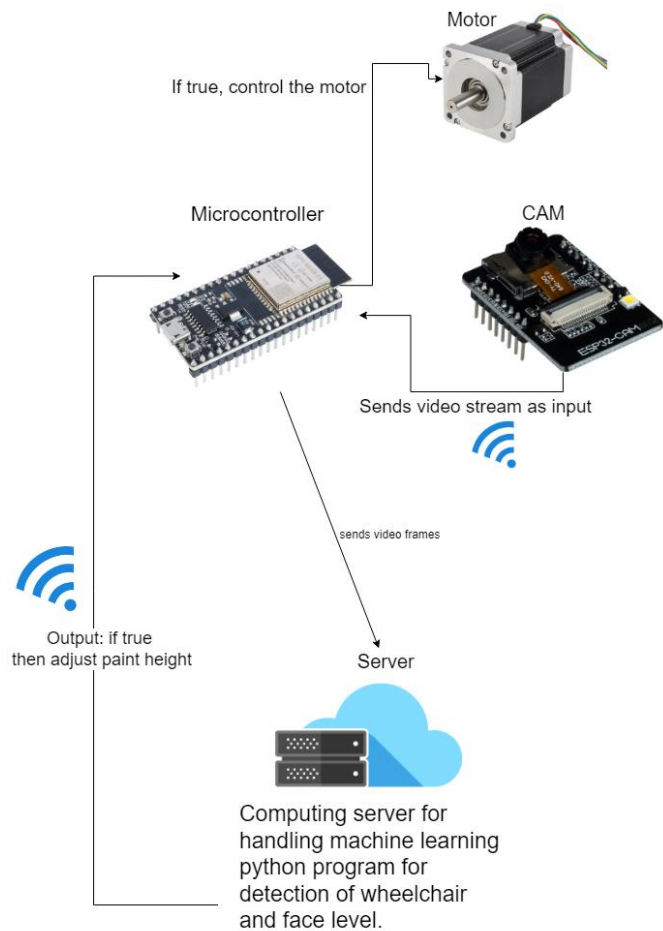 Motor
If true, control the motor
Microcontroller
CAM
ESP32-CAM
Sends video stream as input
sends video frames
Output: if true
then adjust paint height
Server
Computing server for
handling machine learning
python program for
detection of wheelchair
and face level.